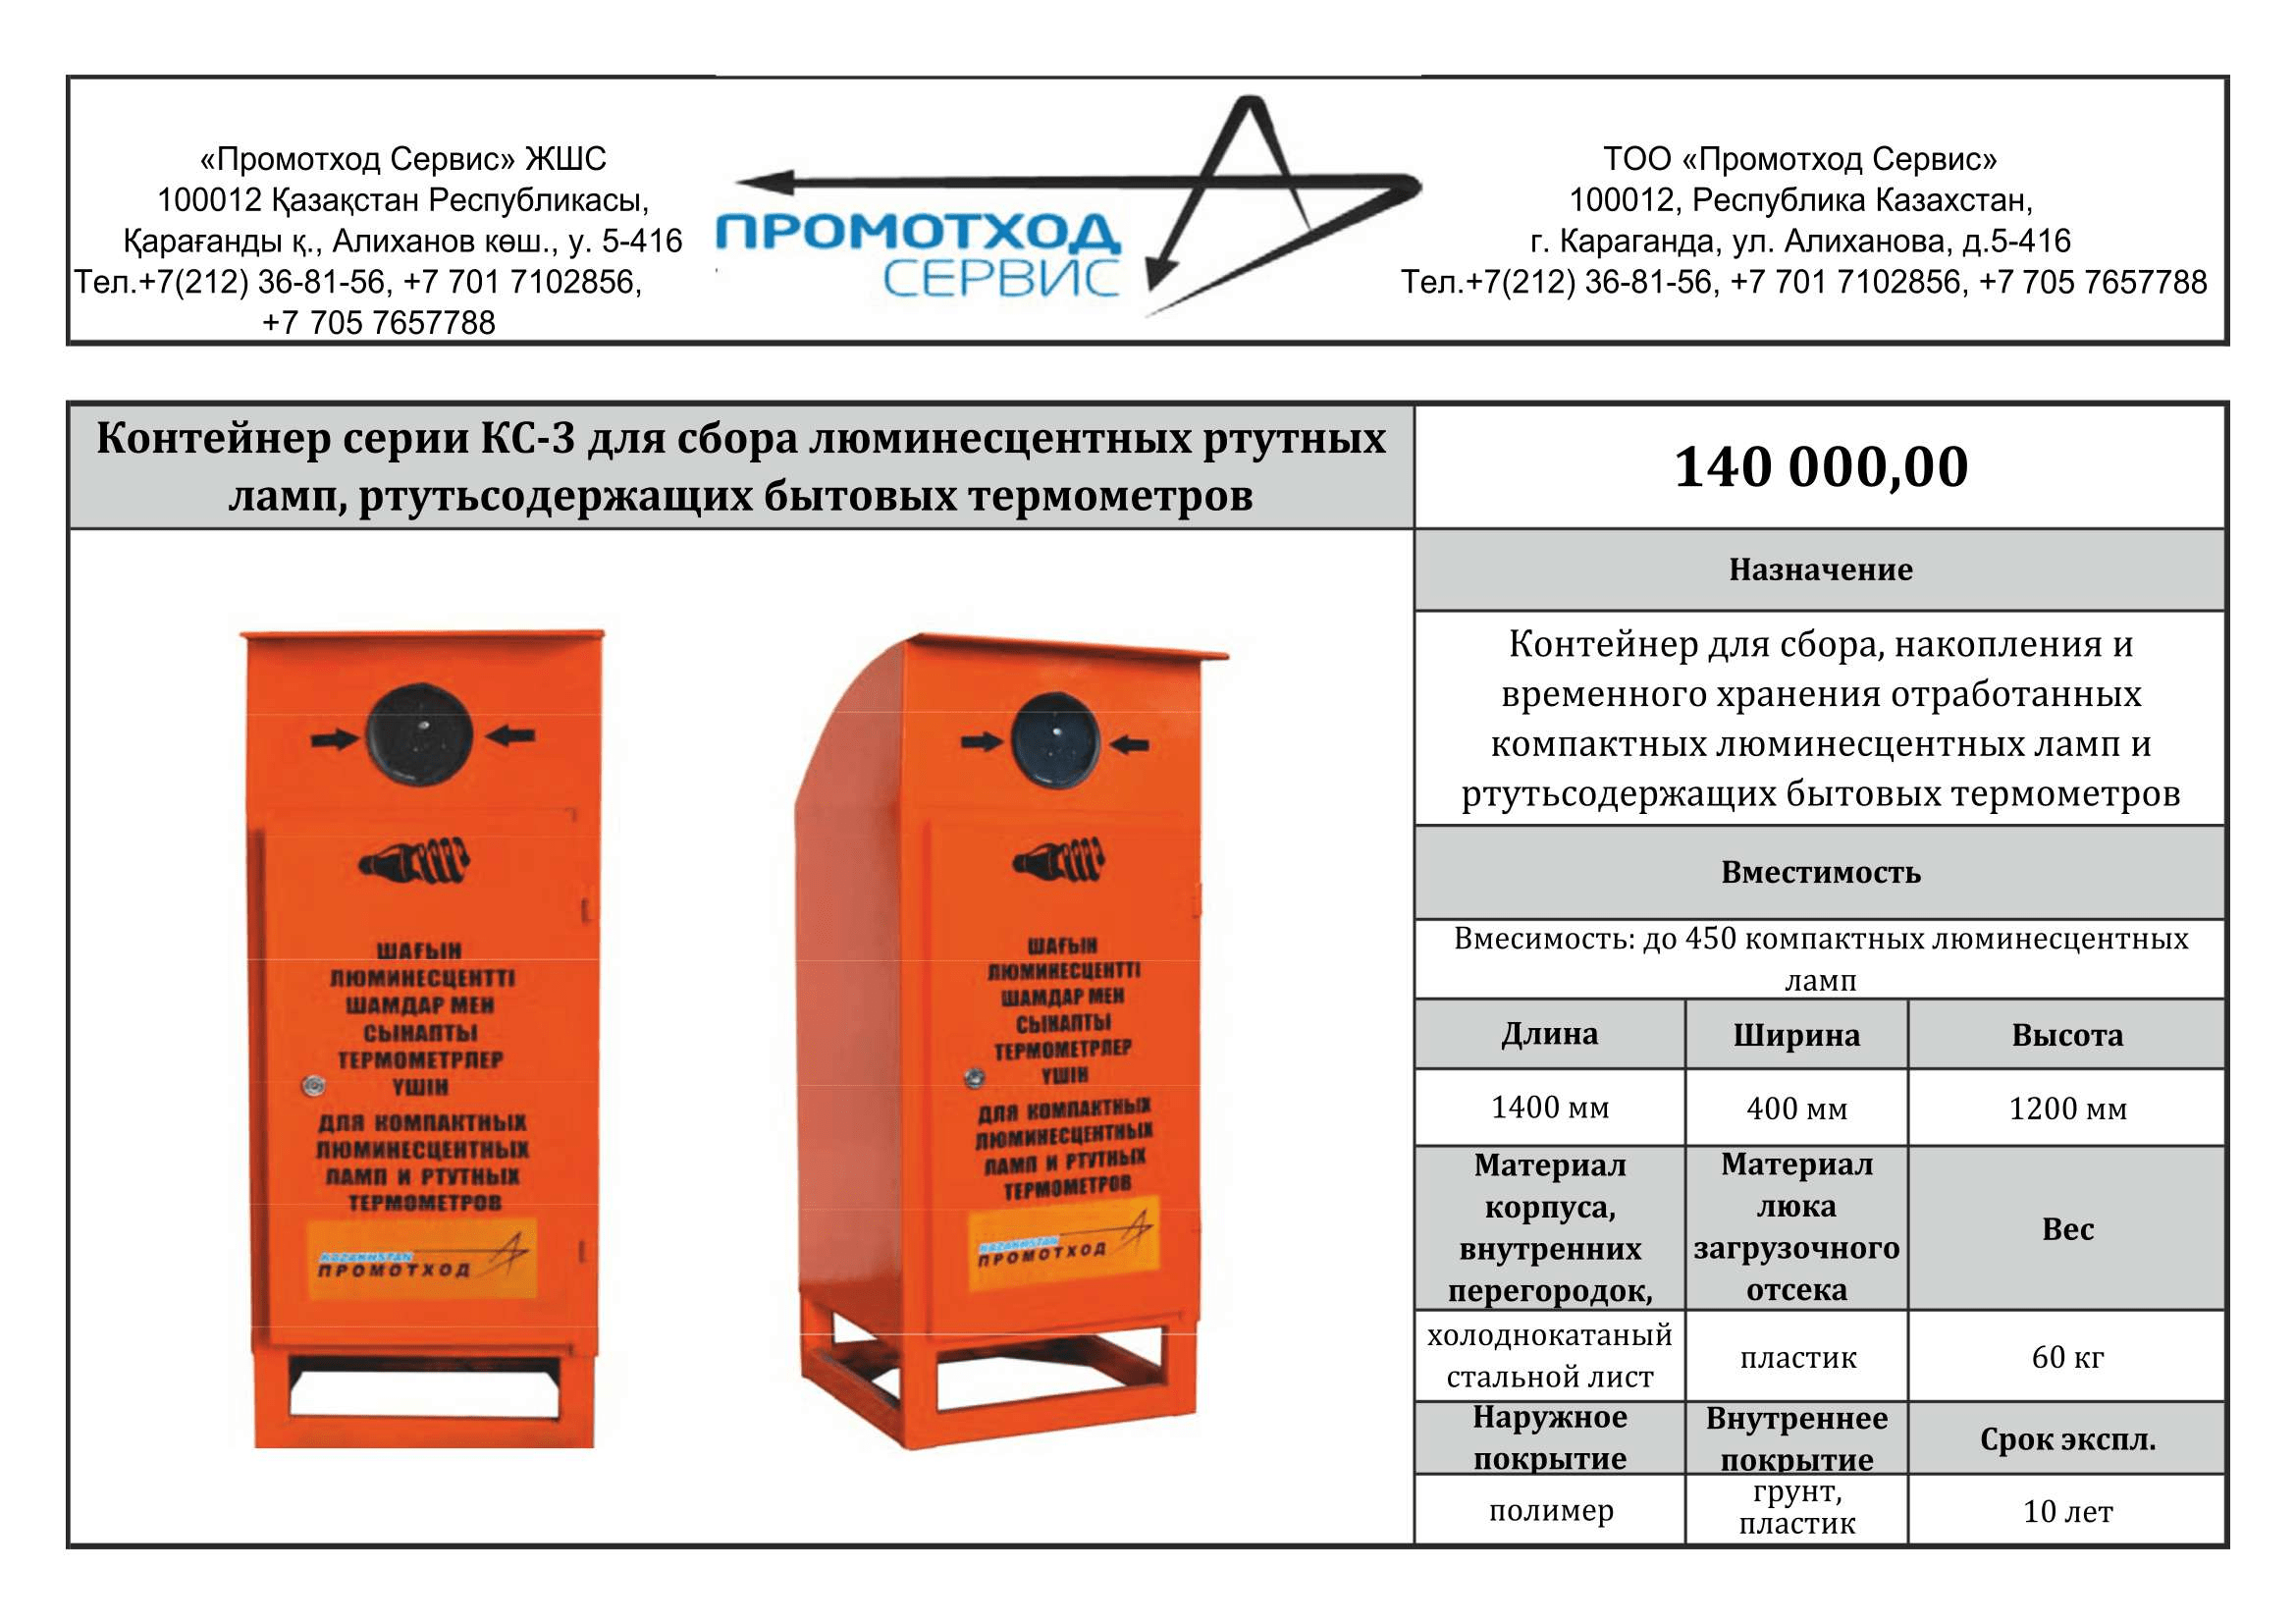 «Промотход Сервис» ЖШС
100012 Қазақстан Республикасы,
Қарағанды қ., Алиханов көш., у. 5-416
Тел.+7(212) 36-81-56, +7 701 7102856,
+7 705 7657788
ПРОМОТХОД
СЕРВИС
ТОО «Промотход Сервис»
100012, Республика Казахстан,
г. Караганда, ул. Алиханова, д.5-416
Тел.+7(212) 36-81-56, +7 701 7102856, +7 705 7657788
Контейнер серии КС-3 для сбора люминесцентных ртутных
ламп, ртутьсодержащих бытовых термометров
140 000,00
ШАҒЫН
ЛЮМИНЕСЦЕНТТІ
ШАМДАР МЕН
СЫНАПТЫ
ТЕРМОМЕТРЛЕР
ҮШІН
ДЛЯ КОМПАКТНЫХ
ЛЮМИНЕСЦЕНТНЫХ
ЛАМП И РТУТНЫХ
ТЕРМОМЕТРОВ
KAZAKHSTAN
ПРОМОТХОД
ШАҒЫН
ЛЮМИНЕСЦЕНТТІ
ШАМДАР МЕН
СЫНАПТЫ
ТЕРМОМЕТРЛЕР
ҮШІН
ДЛЯ КОМПАКТНЫХ
ЛЮМИНЕСЦЕНТНЫХ
ЛАМП И РТУТНЫХ
ТЕРМОМЕТРОВ
KAZAKHSTAN
ПРОМОТХОД
Назначение
Контейнер для сбора, накопления и
временного хранения отработанных
компактных люминесцентных ламп и
ртутьсодержащих бытовых термометров
Вместимость
Вмесимость: до 450 компактных люминесцентных
ламп
Длина Ширина Высота
1400 мм 400 мм 1200 мм
Материал
корпуса,
внутренних
перегородок,
Материал
люка
загрузочного
отсека
Вес
холоднокатаный
стальной лист
пластик
60 кг
Наружное
покрытие
Внутреннее
покрытие
Срок экспл.
полимер
грунт,
пластик
10 лет